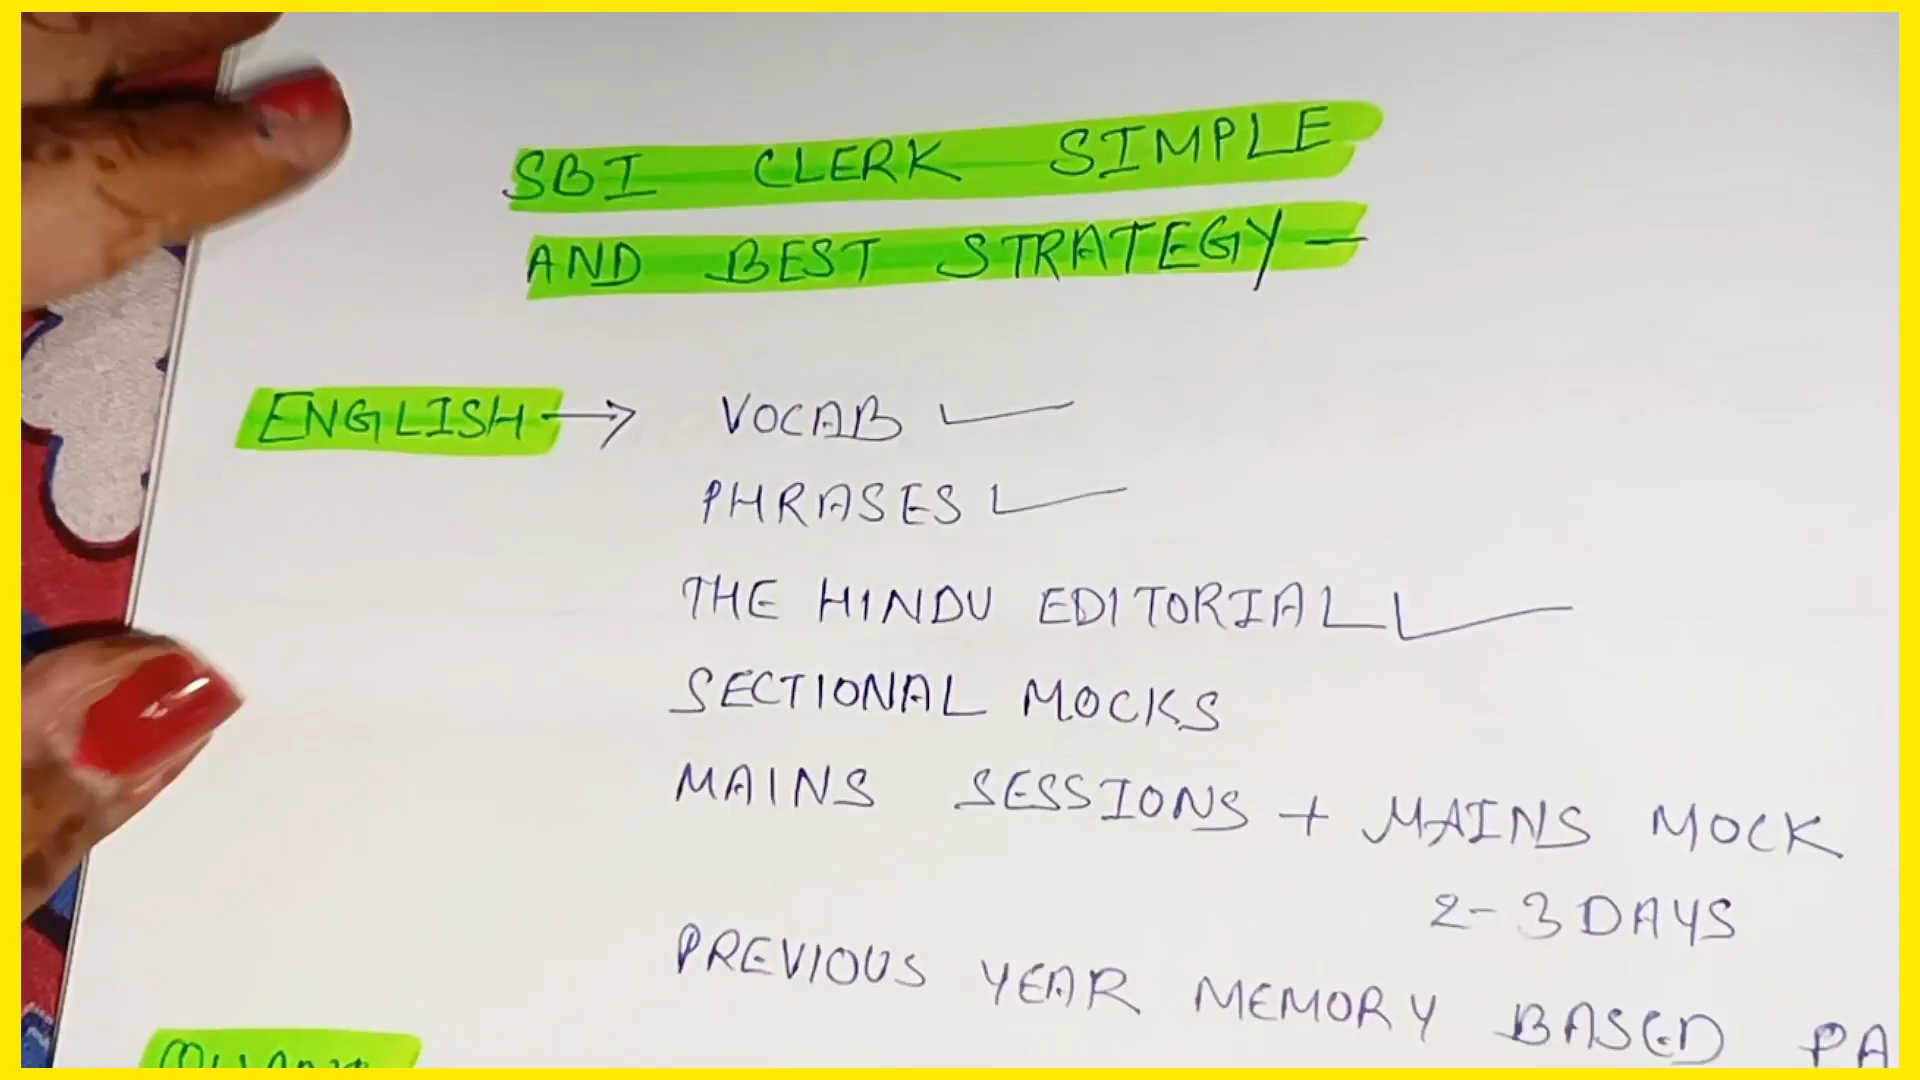 SBI CLERK SIMPLE
AND BEST STRATEGY -
ENGLISH → VOCAB
PHRASES
THE HINDU EDITORIAL
SECTIONAL MOCKS
MAINS SESSIONS + MAINS MOCK
2-3 DAYS
PREVIOUS YEAR MEMORY BASED PA